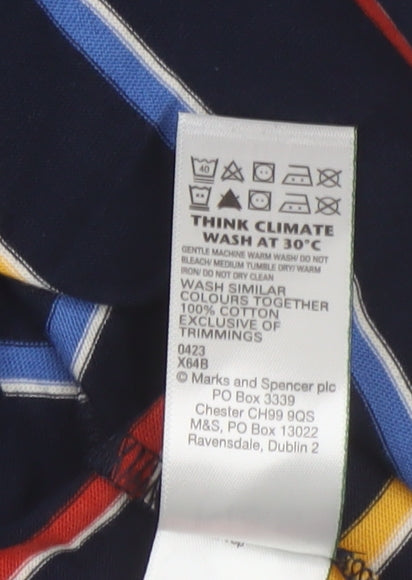 40
THINK CLIMATE
WASH AT 30°C
GENTLE MACHINE WARM WASH/ DO NOT
BLEACH/ MEDIUM TUMBLE DRY/ WARM
IRON/ DO NOT DRY CLEAN
WASH SIMILAR
COLOURS TOGETHER
100% COTTON
EXCLUSIVE OF
TRIMMINGS
0423
X64B
© Marks and Spencer plc
PO Box 3339
Chester CH99 9QS
M&S, PO Box 13022
Ravensdale, Dublin 2